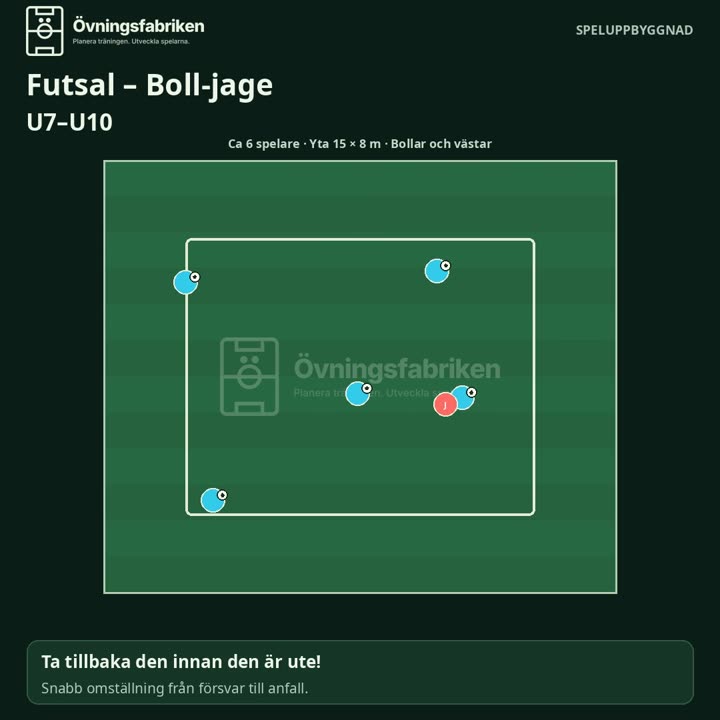 Övningsfabriken
Planera träningen. Utveckla spelarna.
SPELUPPBYGGNAD
Futsal – Boll-jage
U7–U10
Ca 6 spelare · Yta 15 × 8 m · Bollar och västar
Övningsfabriken
Utveckla
J
Ta tillbaka den innan den är ute!
Snabb omställning från försvar till anfall.